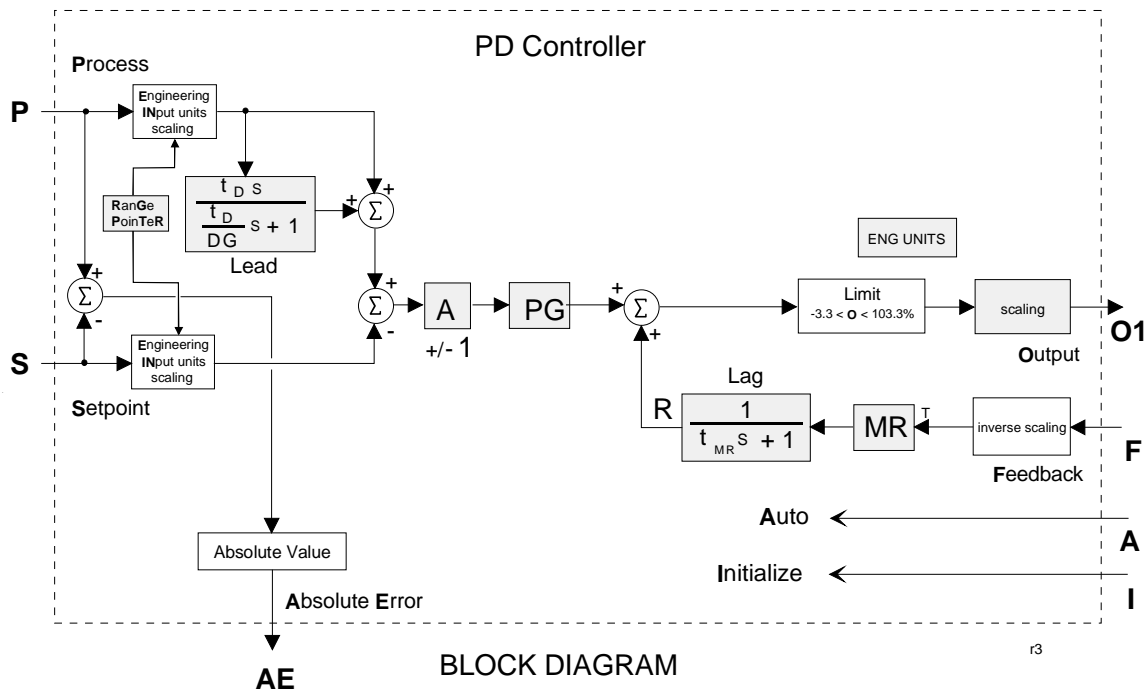 PD Controller
Process
P
Engineering
INput units
scaling
RanGe
PoinTeR
t D S
t D
DG
S + 1
Lead
+
+
Σ
+
Σ
-
+
Σ
-
A
+/- 1
PG
+
Σ
+
ENG UNITS
Limit
-3.3 < O < 103.3%
scaling
O1
Output
S
Engineering
INput units
scaling
Setpoint
Lag
R
1
t MR S + 1
MR
T
inverse scaling
F
Feedback
Auto
A
Initialize
I
Absolute Value
Absolute Error
AE
BLOCK DIAGRAM
r3